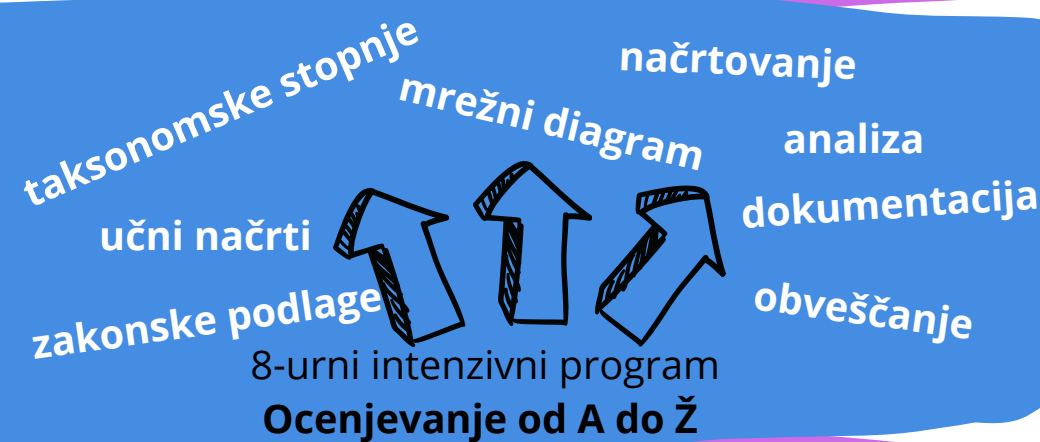 taksonomske stopnje
načrtovanje
mrežni diagram
analiza
dokumentacija
učni načrti
zakonske podlage
obveščanje
8-urni intenzivni program
Ocenjevanje od A do Ž